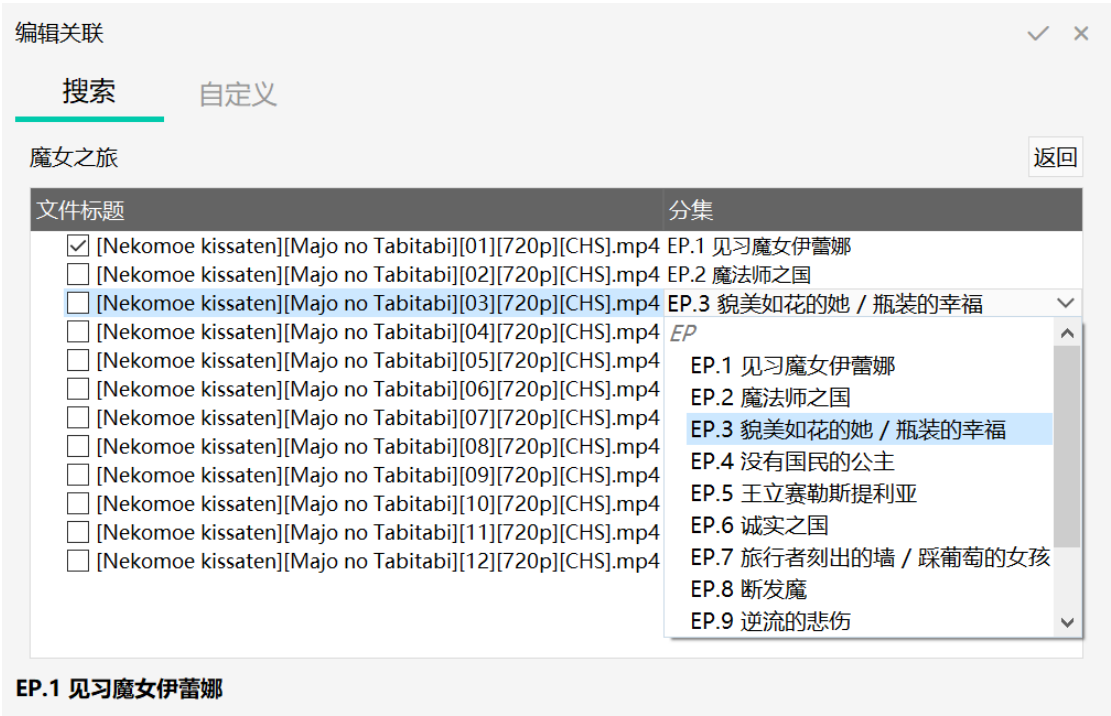 编辑关联
搜索 自定义
魔女之旅 返回
文件标题 分集
[Nekomoe kissaten][Majo no Tabitabi][01][720p][CHS].mp4 EP.1 见习魔女伊蕾娜
[Nekomoe kissaten][Majo no Tabitabi][02][720p][CHS].mp4 EP.2 魔法师之国
[Nekomoe kissaten][Majo no Tabitabi][03][720p][CHS].mp4 EP.3 貌美如花的她 / 瓶装的幸福
[Nekomoe kissaten][Majo no Tabitabi][04][720p][CHS].mp4 EP
[Nekomoe kissaten][Majo no Tabitabi][05][720p][CHS].mp4 EP.1 见习魔女伊蕾娜
[Nekomoe kissaten][Majo no Tabitabi][06][720p][CHS].mp4 EP.2 魔法师之国
[Nekomoe kissaten][Majo no Tabitabi][07][720p][CHS].mp4 EP.3 貌美如花的她 / 瓶装的幸福
[Nekomoe kissaten][Majo no Tabitabi][08][720p][CHS].mp4 EP.4 没有国民的公主
[Nekomoe kissaten][Majo no Tabitabi][09][720p][CHS].mp4 EP.5 王立赛勒斯提利亚
[Nekomoe kissaten][Majo no Tabitabi][10][720p][CHS].mp4 EP.6 诚实之国
[Nekomoe kissaten][Majo no Tabitabi][11][720p][CHS].mp4 EP.7 旅行者刻出的墙 / 踩葡萄的女孩
[Nekomoe kissaten][Majo no Tabitabi][12][720p][CHS].mp4 EP.8 断发魔
EP.9 逆流的悲伤
EP.1 见习魔女伊蕾娜